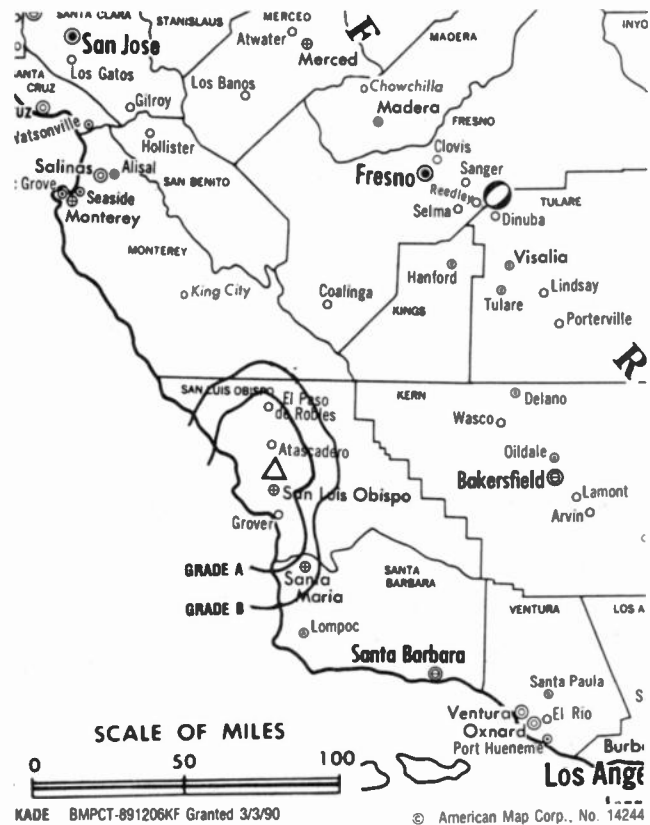 SANTA CLARA
STANISLAUS
MERCED
MADERA
INYO
San Jose
Atwater
Merced
Los Gatos
Los Banos
Chowchilla
SANTA
CRUZ
Gilroy
Madera
UZ
Watsonville
Hollister
FRESNO
Clovis
Salinas
Alisal
Fresno
Sanger
: Grove
Seaside
SAN BENITO
Reedley
TULARE
Monterey
Selma
Dinuba
MONTEREY
Visalia
Hanford
King City
Coalinga
Tulare
Lindsay
KINGS
Porterville
F
R
SAN LUIS OBISPO
El Paso
de Robles
KERN
Delano
Wasco
Atascadero
Oildale
Bakersfield
San Luis Obispo
Lamont
Grover
Arvin
GRADE A
Santa
Maria
SANTA
BARBARA
GRADE B
VENTURA
LOS A
Lompoc
Santa Barbara
Santa Paula
S
Ventura
El Rio
Oxnard
Port Hueneme
Burb
Los Ange
SCALE OF MILES
0 50 100
KADE BMPCT-891206KF Granted 3/3/90
© American Map Corp., No. 14244